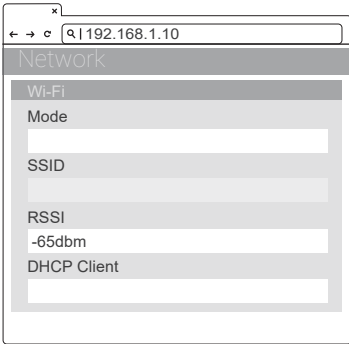 192.168.1.10
Network
Wi-Fi
Mode
SSID
RSSI
-65dbm
DHCP Client